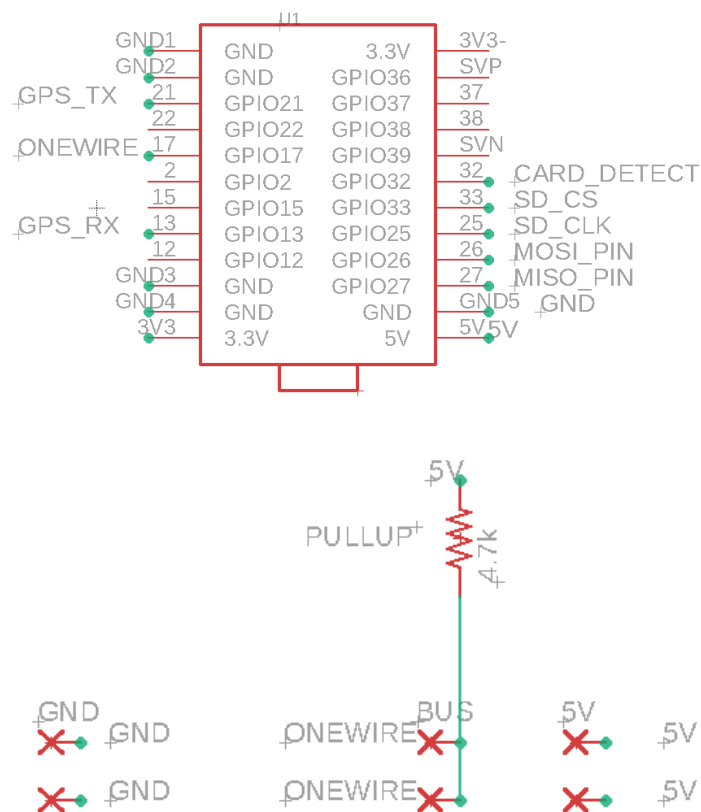 U1
GND1 GND 3.3V 3V3-
GND2 GND GPIO36 SVP
GPS_TX 21 GPIO21 GPIO37 37
22 GPIO22 GPIO38 38
ONEWIRE 17 GPIO17 GPIO39 SVN
2 GPIO2 GPIO32 32 CARD_DETECT
15 GPIO15 GPIO33 33 SD_CS
GPS_RX 13 GPIO13 GPIO25 25 SD_CLK
12 GPIO12 GPIO26 26 MOSI_PIN
GND3 GND GPIO27 27 MISO_PIN
GND4 GND GND GND5 GND
3V3 3.3V 5V 5V 5V
5V
PULLUP 4.7k
GND BUS 5V
GND ONEWIRE 5V
GND ONEWIRE 5V